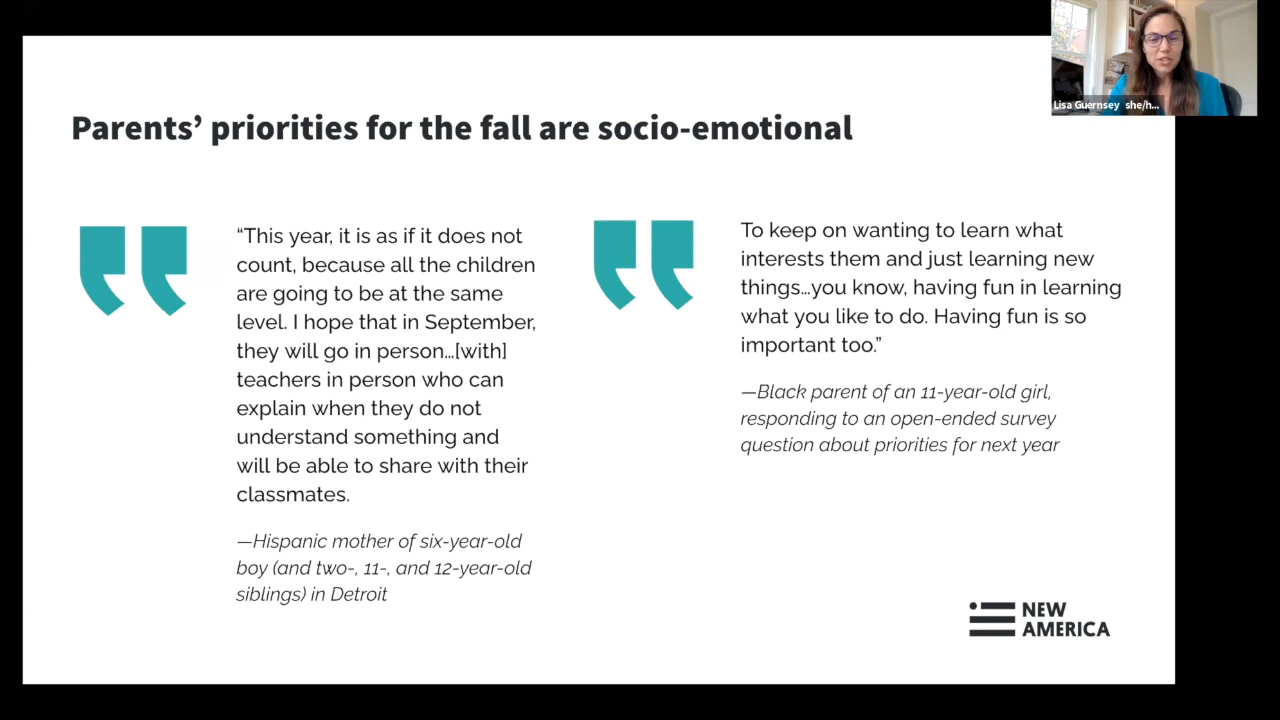 Lisa Guernsey she/h...
Parents’ priorities for the fall are socio-emotional
“This year, it is as if it does not
count, because all the children
are going to be at the same
level. I hope that in September,
they will go in person…[with]
teachers in person who can
explain when they do not
understand something and
will be able to share with their
classmates.
—Hispanic mother of six-year-old
boy (and two-, 11-, and 12-year-old
siblings) in Detroit
To keep on wanting to learn what
interests them and just learning new
things…you know, having fun in learning
what you like to do. Having fun is so
important too.”
—Black parent of an 11-year-old girl,
responding to an open-ended survey
question about priorities for next year
NEW
AMERICA